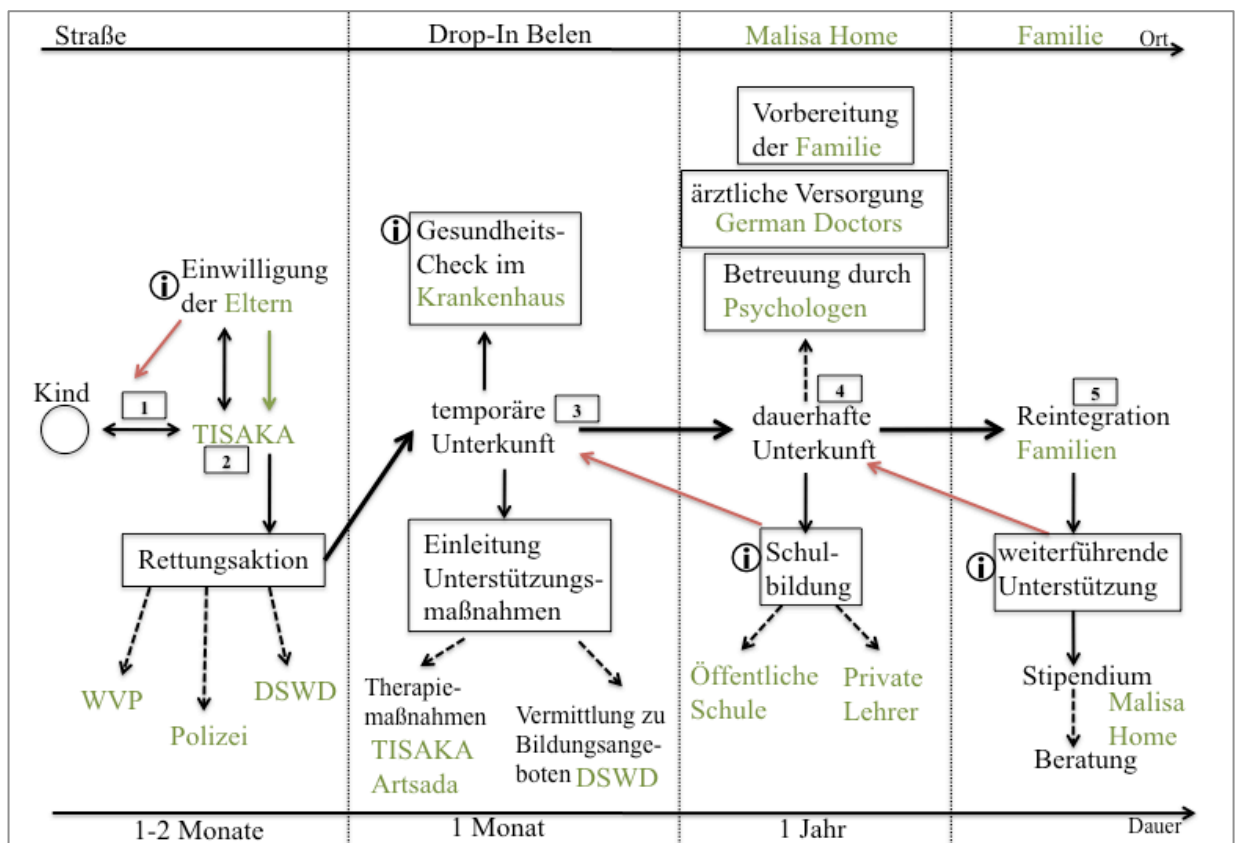 Straße
Drop-In Belen
Malisa Home
Familie
Ort
Einwilligung
der Eltern
Kind
1
TISAKA
2
Rettungsaktion
WVP
Polizei
DSWD
1-2 Monate
Gesundheits-
Check im
Krankenhaus
temporäre
Unterkunft
3
Einleitung
Unterstützungs-
maßnahmen
Therapie-
maßnahmen
TISAKA
Artsada
Vermittlung zu
Bildungsange-
boten DSWD
1 Monat
Vorbereitung
der Familie
ärztliche Versorgung
German Doctors
Betreuung durch
Psychologen
4
dauerhafte
Unterkunft
Schul-
bildung
Öffentliche
Schule
Private
Lehrer
1 Jahr
5
Reintegration
Familien
weiterführende
Unterstützung
Stipendium
Malisa
Home
Beratung
Dauer